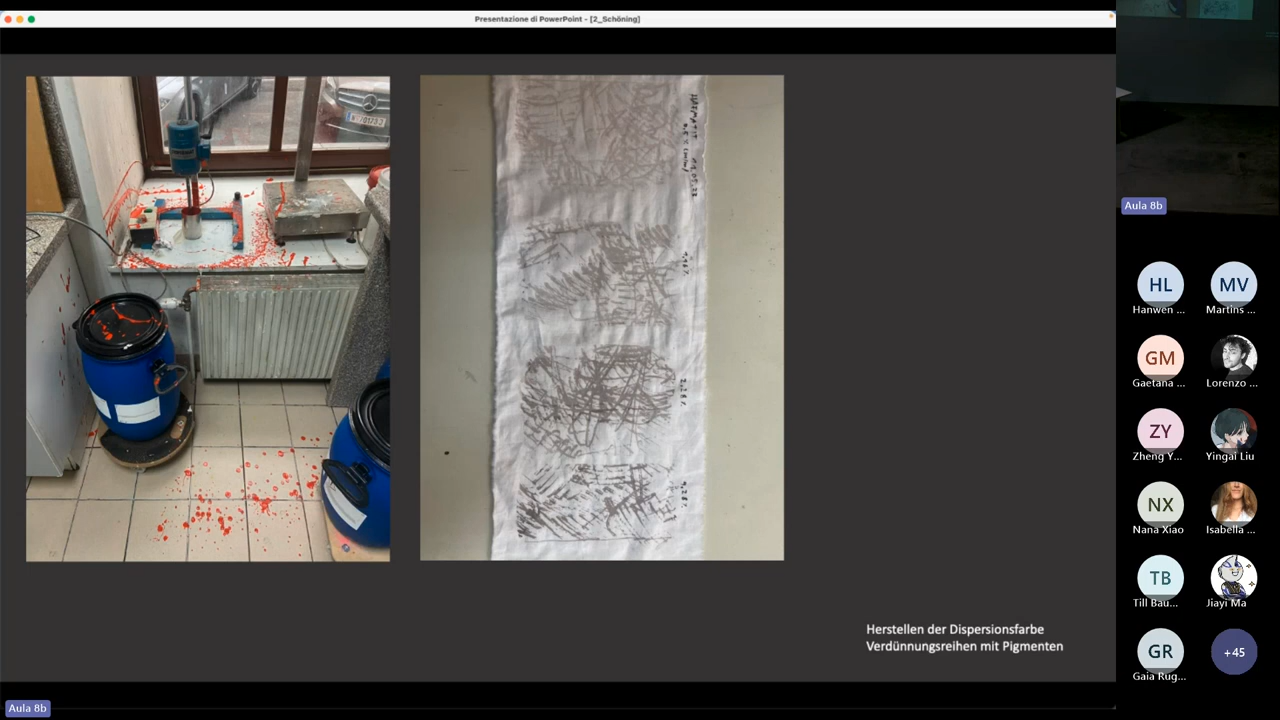 Presentazione di PowerPoint - [2_Schöning]
Herstellen der Dispersionsfarbe
Verdünnungsreihen mit Pigmenten
Aula 8b
Aula 8b
HL
Hanwen ...
MV
Martins ...
GM
Gaetana ...
Lorenzo ...
ZY
Zheng Y...
Yingai Liu
NX
Nana Xiao
Isabella ...
TB
Till Bau...
Jiayi Ma
GR
Gaia Rug...
+45